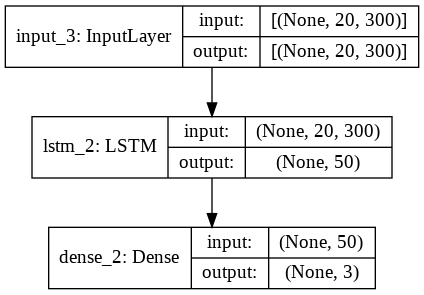 input_3: InputLayer
input:
[(None, 20, 300)]
output:
[(None, 20, 300)]
lstm_2: LSTM
input:
(None, 20, 300)
output:
(None, 50)
dense_2: Dense
input:
(None, 50)
output:
(None, 3)